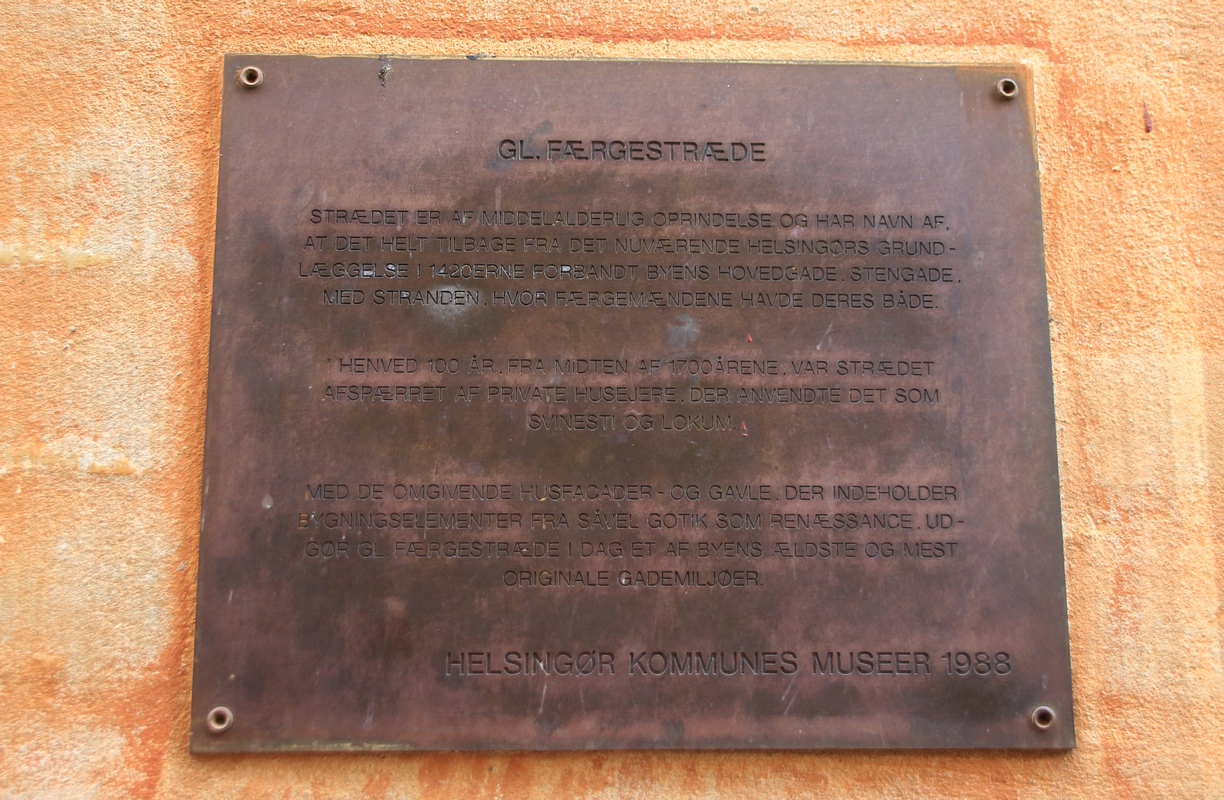 GL. FÆRGESTRÆDE
STRÆDET ER AF MIDDELALDERLIG OPRINDELSE OG HAR NAVN AF,
AT DET HELT TILBAGE FRA DET NUVÆRENDE HELSINGØRS GRUND-
LÆGGELSE I 1420ERNE FORBANDT BYENS HOVEDGADE, STENGADE,
MED STRANDEN, HVOR FÆRGEMÆNDENE HAVDE DERES BÅDE.
I HENVED 100 ÅR, FRA MIDTEN AF 1700ÅRENE, VAR STRÆDET
AFSPÆRRET AF PRIVATE HUSEJERE, DER ANVENDTE DET SOM
SVINESTI OG LOKUM.
MED DE OMGIVENDE HUSFACADER- OG GAVLE, DER INDEHOLDER
BYGNINGSELEMENTER FRA SÅVEL GOTIK SOM RENÆSSANCE, UD-
GØR GL. FÆRGESTRÆDE I DAG ET AF BYENS ÆLDSTE OG MEST
ORIGINALE GADEMILJØER.
HELSINGØR KOMMUNES MUSEER 1988